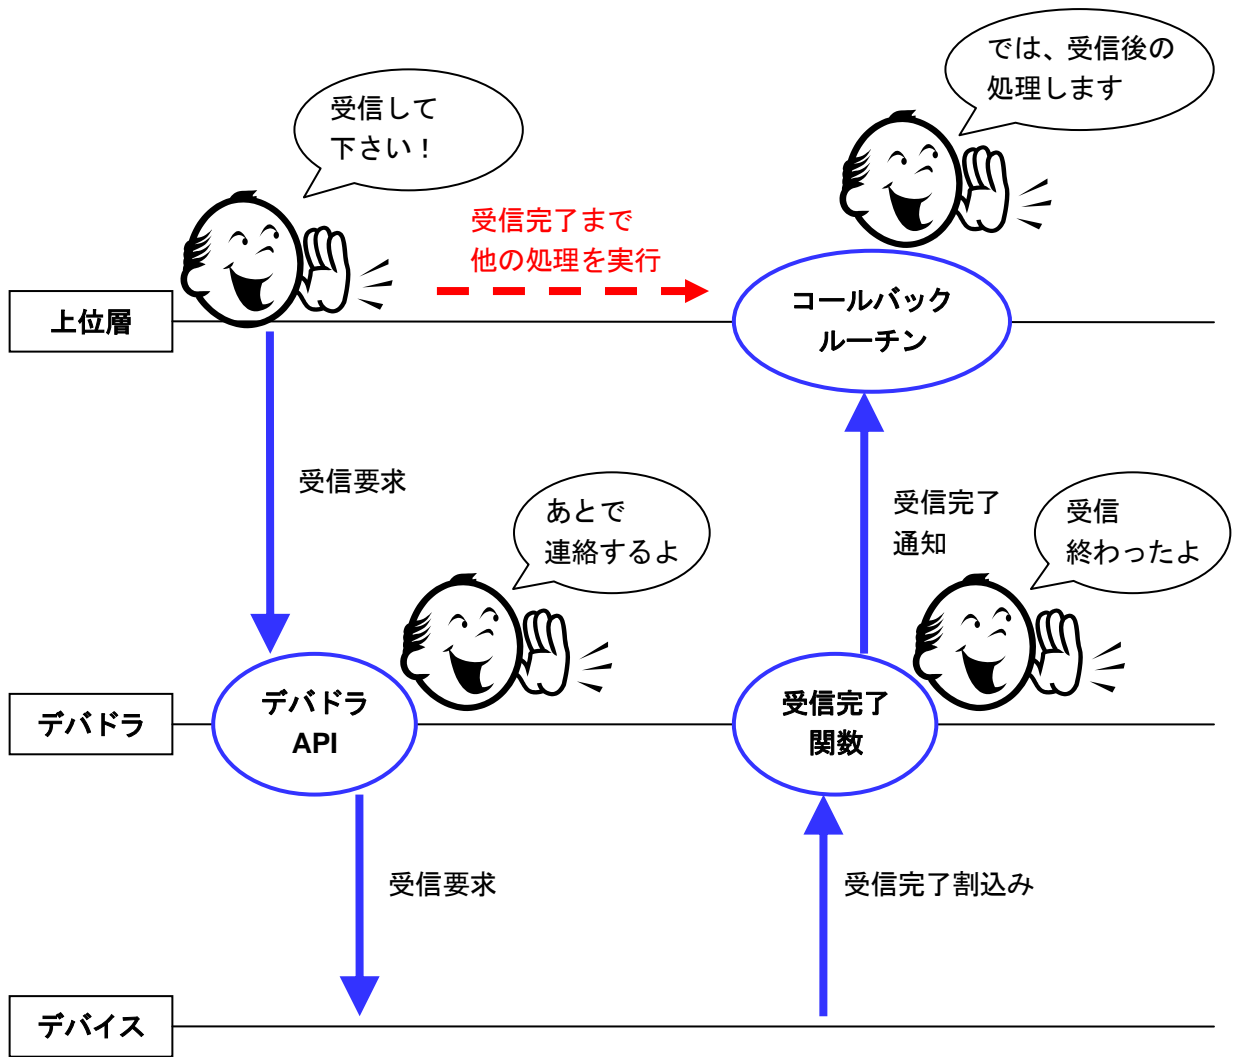 では、受信後の
処理します
受信して
下さい！
受信完了まで
他の処理を実行
上位層
コールバック
ルーチン
受信要求
受信完了
通知
あとで
連絡するよ
受信
終わったよ
デバドラ
デバドラ
API
受信完了
関数
受信要求
受信完了割込み
デバイス